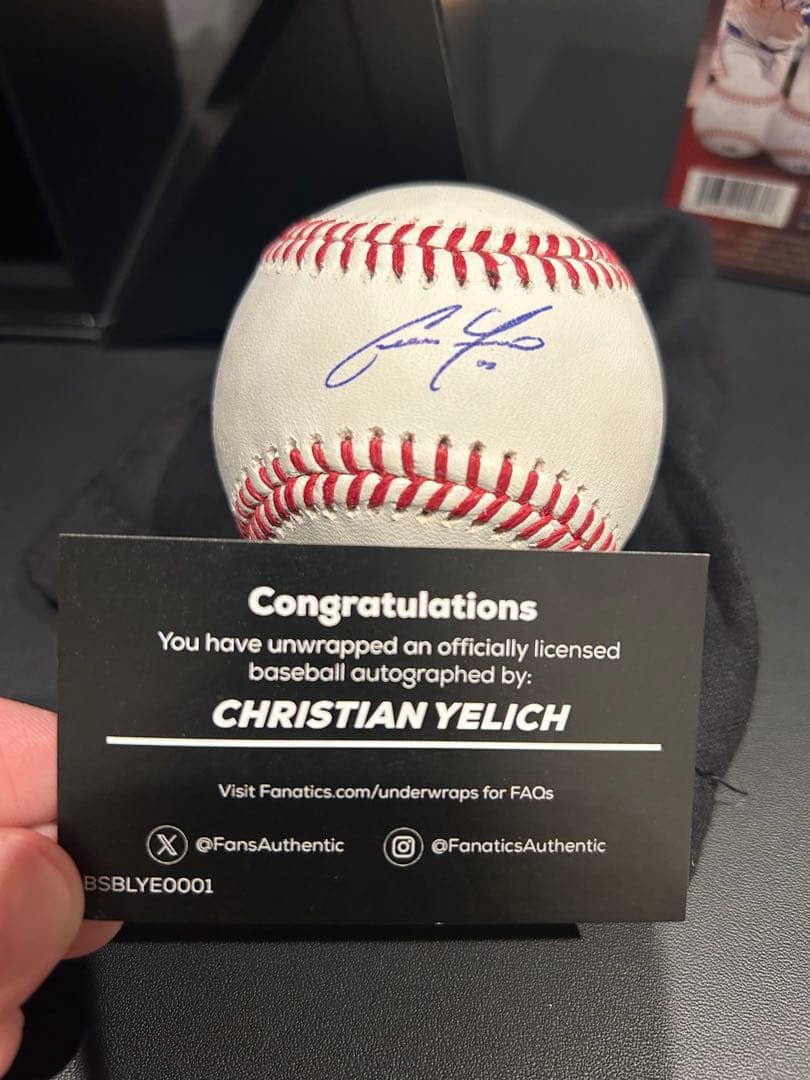 Congratulations
You have unwrapped an officially licensed
baseball autographed by:
CHRISTIAN YELICH
Visit Fanatics.com/underwraps for FAQs
@FansAuthentic @FanaticsAuthentic
BSBLYE0001